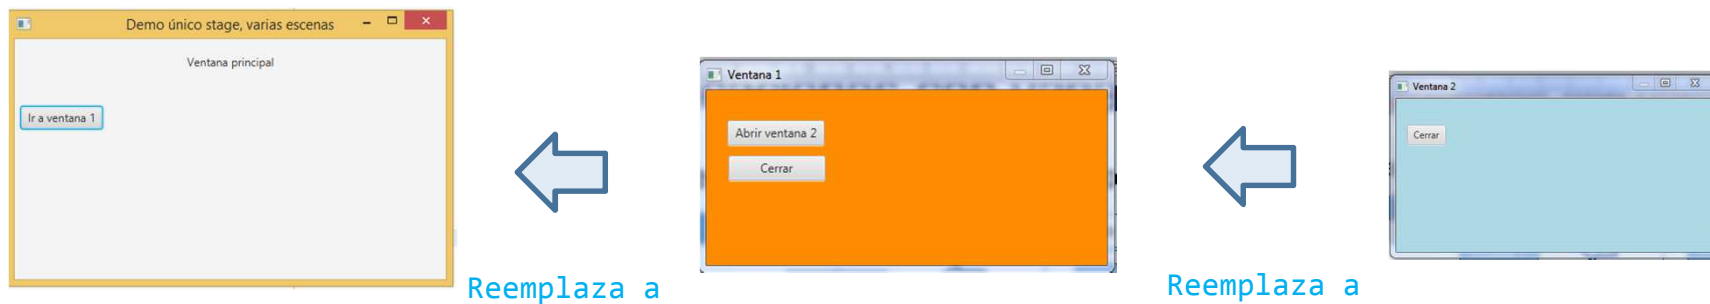 Demo único stage, varias escenas
Ventana principal
Ir a ventana 1
Reemplaza a
Ventana 1
Abrir ventana 2
Cerrar
Reemplaza a
Ventana 2
Cerrar